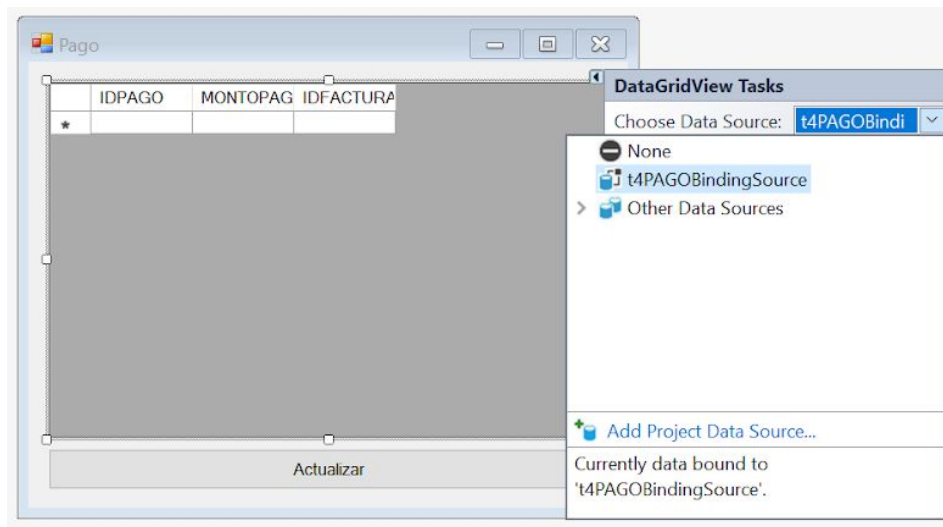 Pago
IDPAGO MONTOPAG IDFACTURA
*
Actualizar
DataGridView Tasks
Choose Data Source: t4PAGOBindi
None
t4PAGOBindingSource
Other Data Sources
Add Project Data Source...
Currently data bound to
't4PAGOBindingSource'.